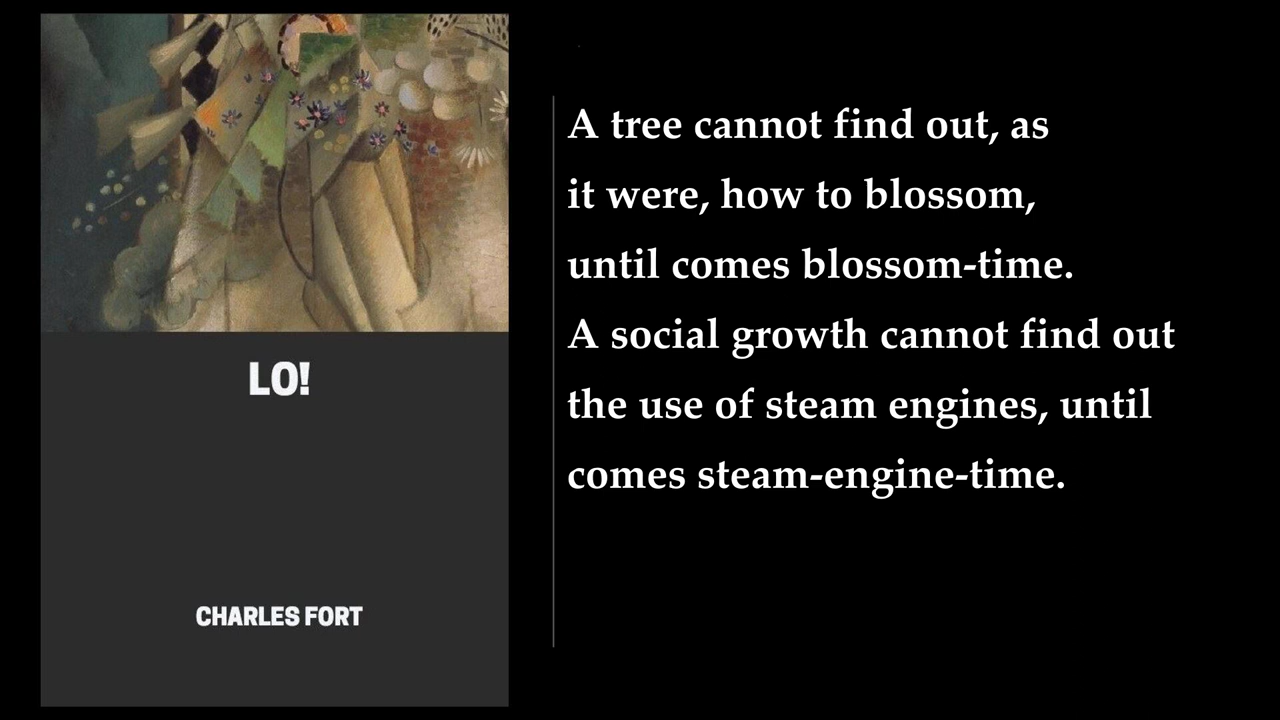 LO!
CHARLES FORT
A tree cannot find out, as
it were, how to blossom,
until comes blossom-time.
A social growth cannot find out
the use of steam engines, until
comes steam-engine-time.